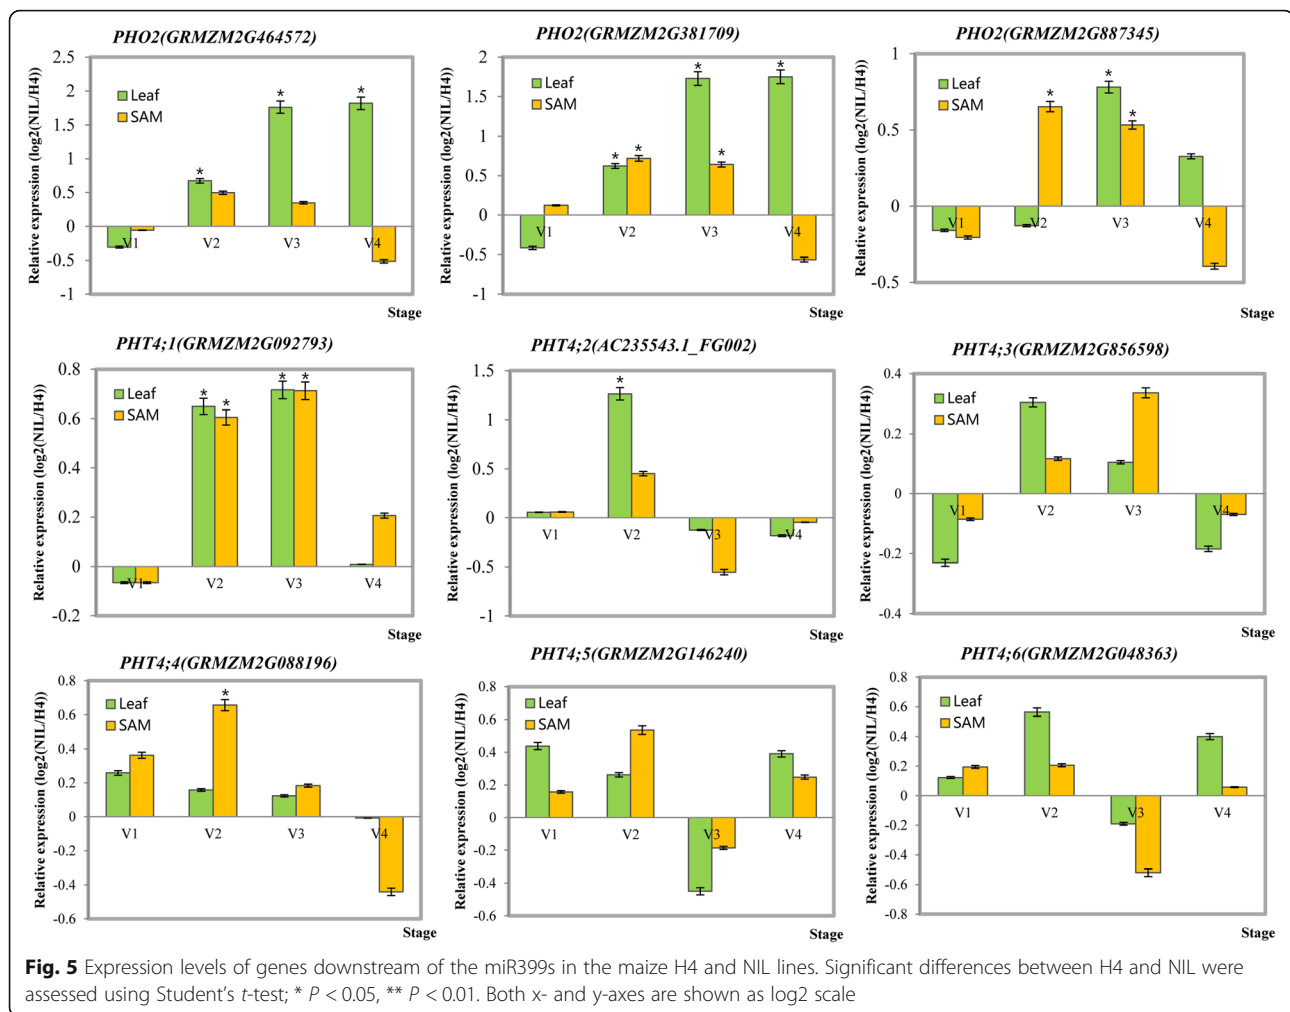 PHO2(GRMZM2G464572)
Relative expression (log2(NIL/H4))
2.5
2
1.5
1
0.5
0
-0.5
-1
Leaf
SAM
*
*
*
V1
V2
V3
V4
Stage
PHO2(GRMZM2G381709)
Relative expression (log2(NIL/H4))
2
1.5
1
0.5
0
-0.5
-1
Leaf
SAM
*
*
*
*
*
V1
V2
V3
V4
Stage
PHO2(GRMZM2G887345)
Relative expression (log2(NIL/H4))
1
0.5
0
-0.5
Leaf
SAM
*
*
*
V1
V2
V3
V4
Stage
PHT4;1(GRMZM2G092793)
Relative expression (log2(NIL/H4))
0.8
0.6
0.4
0.2
0
-0.2
Leaf
SAM
*
*
*
*
V1
V2
V3
V4
Stage
PHT4;2(AC235543.1_FG002)
Relative expression (log2(NIL/H4))
1.5
1
0.5
0
-0.5
-1
Leaf
SAM
*
V1
V2
V3
V4
Stage
PHT4;3(GRMZM2G856598)
Relative expression (log2(NIL/H4))
0.4
0.2
0
-0.2
-0.4
Leaf
SAM
V1
V2
V3
V4
Stage
PHT4;4(GRMZM2G088196)
Relative expression (log2(NIL/H4))
0.8
0.6
0.4
0.2
0
-0.2
-0.4
-0.6
Leaf
SAM
*
V1
V2
V3
V4
Stage
PHT4;5(GRMZM2G146240)
Relative expression (log2(NIL/H4))
0.8
0.6
0.4
0.2
0
-0.2
-0.4
-0.6
Leaf
SAM
V1
V2
V3
V4
Stage
PHT4;6(GRMZM2G048363)
Relative expression (log2(NIL/H4))
0.8
0.6
0.4
0.2
0
-0.2
-0.4
-0.6
-0.8
Leaf
SAM
V1
V2
V3
V4
Stage
Fig. 5 Expression levels of genes downstream of the miR399s in the maize H4 and NIL lines. Significant differences between H4 and NIL were
assessed using Student's t-test; * P < 0.05, ** P < 0.01. Both x- and y-axes are shown as log2 scale